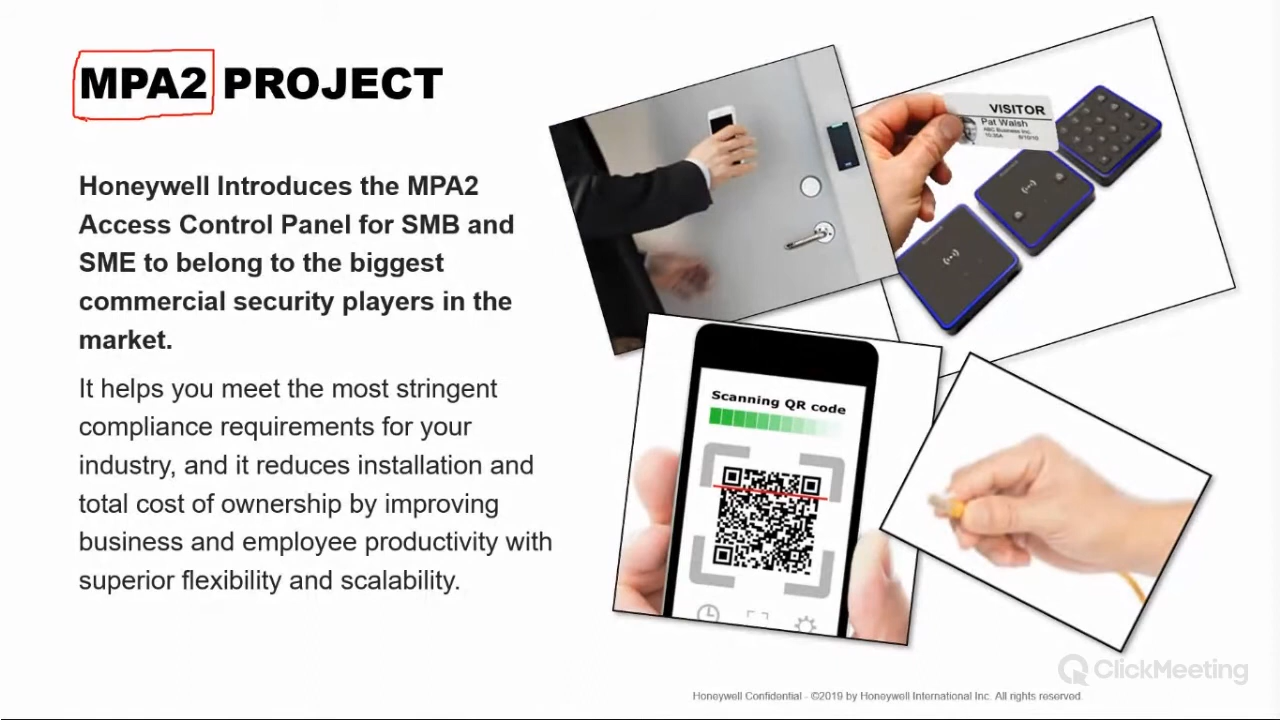 MPA2 PROJECT
Honeywell Introduces the MPA2
Access Control Panel for SMB and
SME to belong to the biggest
commercial security players in the
market.
It helps you meet the most stringent
compliance requirements for your
industry, and it reduces installation and
total cost of ownership by improving
business and employee productivity with
superior flexibility and scalability.
VISITOR
Pat Walsh
ABC Business Inc.
Scanning QR code
ClickMeeting
Honeywell Confidential - ©2019 by Honeywell International Inc. All rights reserved.